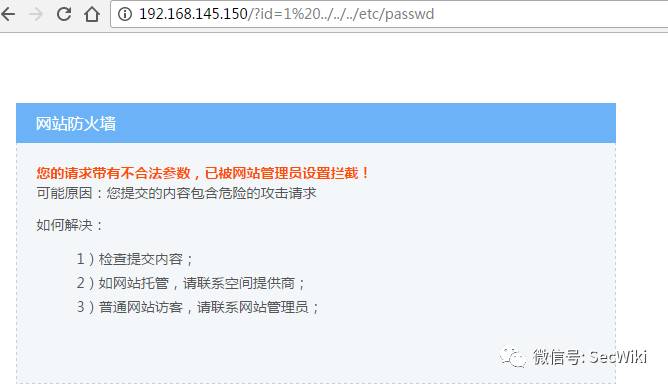 192.168.145.150/?id=1%20../../../etc/passwd
网站防火墙
您的请求带有不合法参数，已被网站管理员设置拦截！
可能原因：您提交的内容包含危险的攻击请求
如何解决：
1）检查提交内容；
2）如网站托管，请联系空间提供商；
3）普通网站访客，请联系网站管理员；
微信号: SecWiki